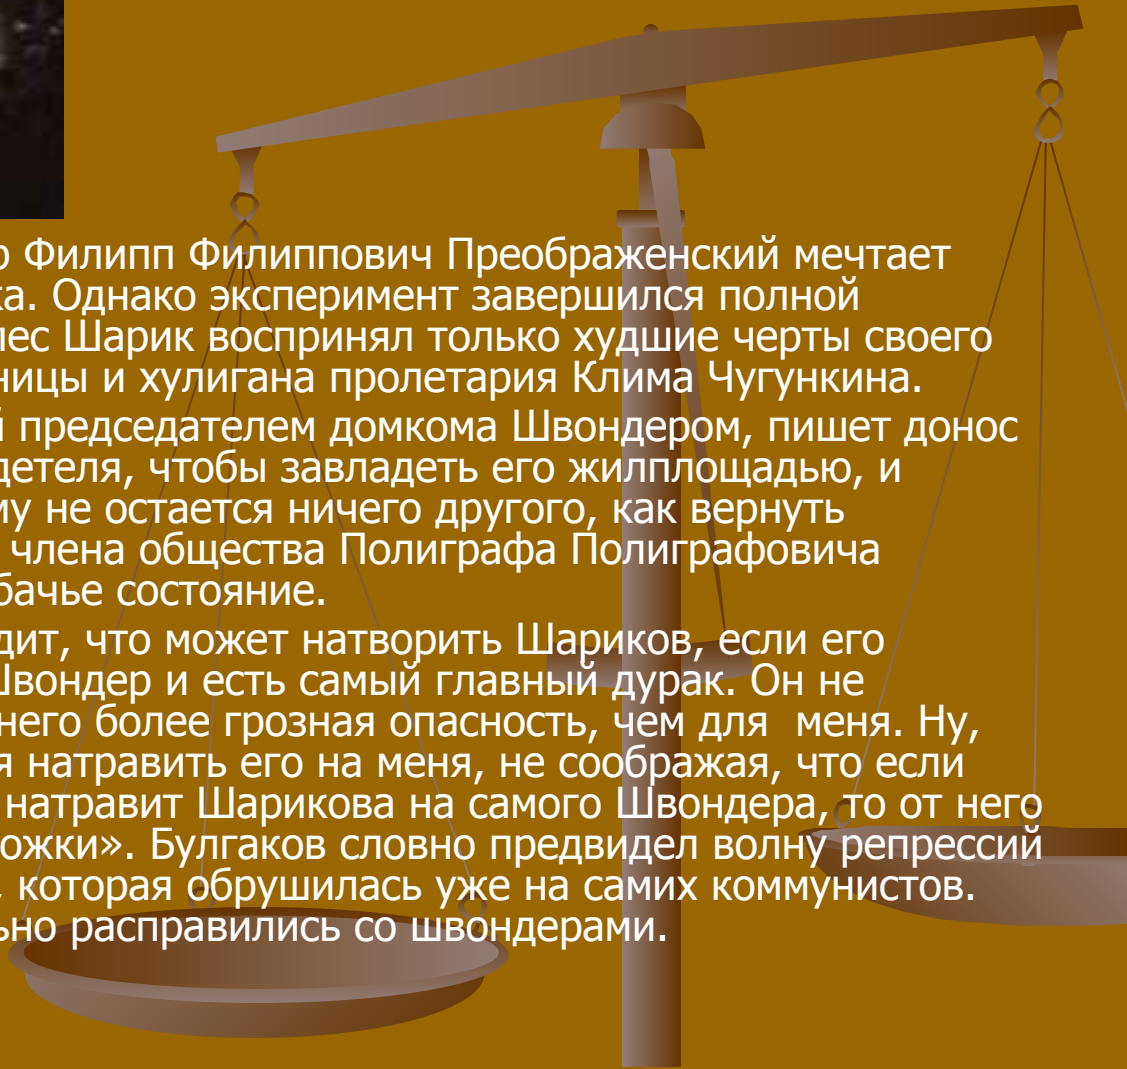 р Филипп Филиппович Преображенский мечтает
ка. Однако эксперимент завершился полной
пес Шарик воспринял только худшие черты своего
ницы и хулигана пролетария Клима Чугункина.
й председателем домкома Швондером, пишет донос
детеля, чтобы завладеть его жилплощадью, и
му не остается ничего другого, как вернуть
члена общества Полиграфа Полиграфовича
бачье состояние.
дит, что может натворить Шариков, если его
Швондер и есть самый главный дурак. Он не
него более грозная опасность, чем для меня. Ну,
я натравить его на меня, не соображая, что если
натравит Шарикова на самого Швондера, то от него
ожки». Булгаков словно предвидел волну репрессий
, которая обрушилась уже на самих коммунистов.
ьно расправились со швондерами.